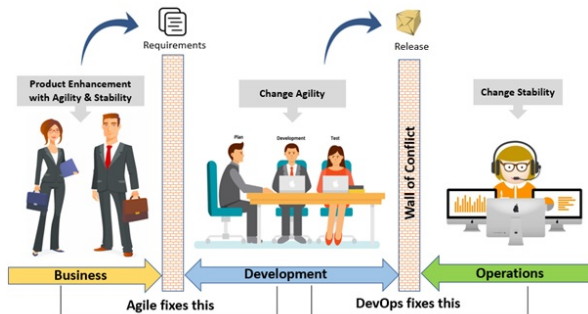 Requirements
Release
Product Enhancement
with Agility & Stability
Change Agility
Change Stability
Plan
Development
Test
Wall of Conflict
Business
Development
Operations
Agile fixes this
DevOps fixes this